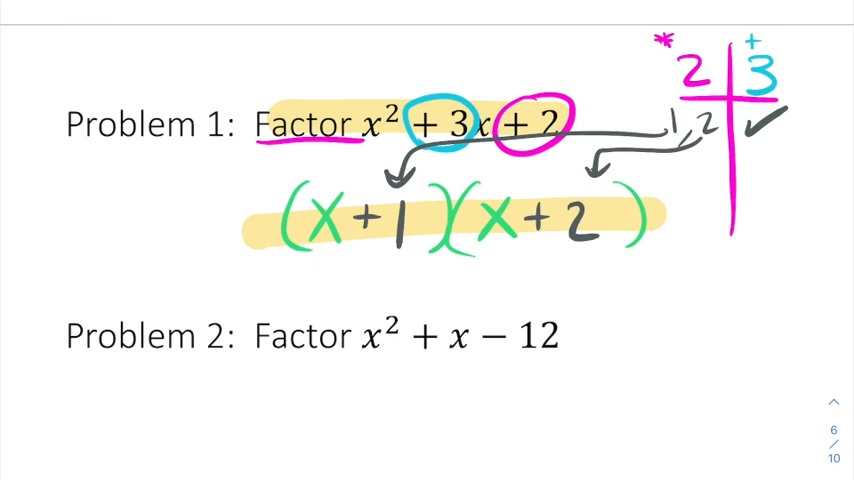 * +
2 3
Problem 1: Factor x² + 3x + 2
1, 2 ✓
(x + 1)(x + 2)
Problem 2: Factor x² + x − 12
6
/
10